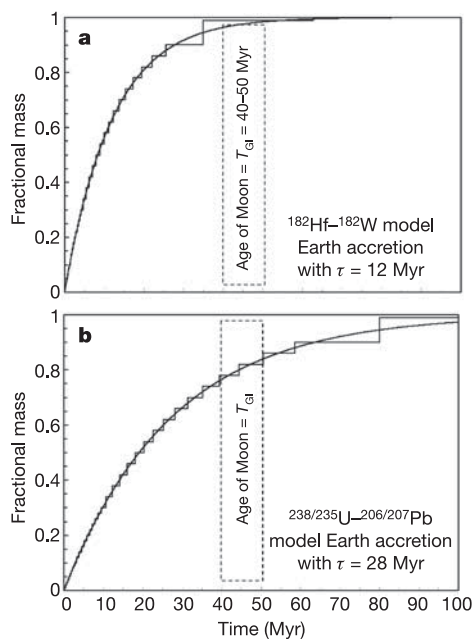 a
1
0.8
0.6
0.4
0.2
0
Fractional mass
Age of Moon = T_GI = 40–50 Myr
¹⁸²Hf–¹⁸²W model
Earth accretion
with τ = 12 Myr
b
1
0.8
0.6
0.4
0.2
0
Fractional mass
Age of Moon = T_GI
²³⁸/²³⁵U–²⁰⁶/²⁰⁷Pb
model Earth accretion
with τ = 28 Myr
0 10 20 30 40 50 60 70 80 90 100
Time (Myr)